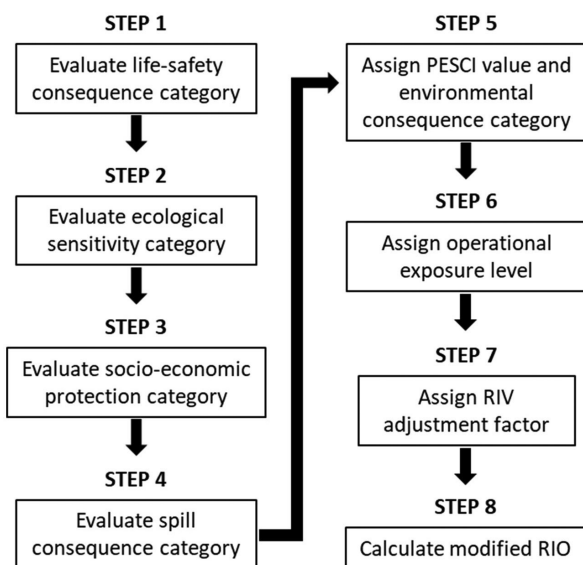 STEP 1
Evaluate life-safety
consequence category
STEP 2
Evaluate ecological
sensitivity category
STEP 3
Evaluate socio-economic
protection category
STEP 4
Evaluate spill
consequence category
STEP 5
Assign PESCI value and
environmental
consequence category
STEP 6
Assign operational
exposure level
STEP 7
Assign RIV
adjustment factor
STEP 8
Calculate modified RIO